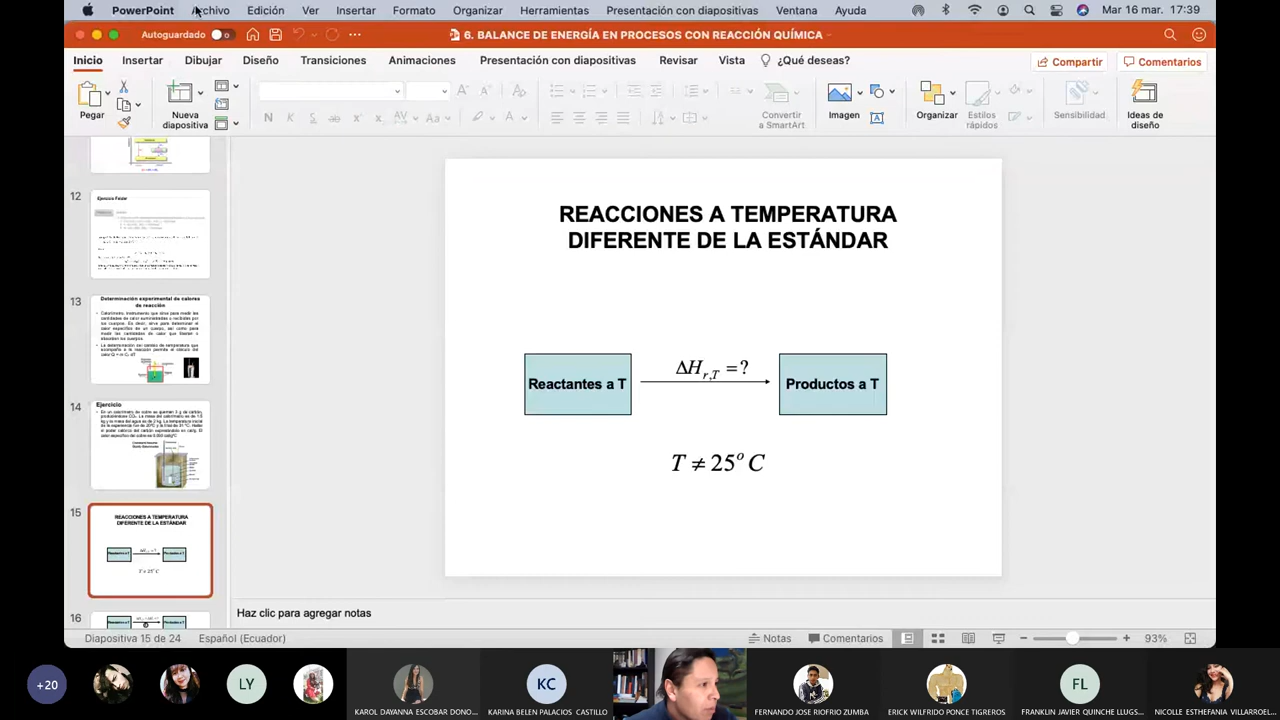 PowerPoint Archivo Edición Ver Insertar Formato Organizar Herramientas Presentación con diapositivas Ventana Ayuda Mar 16 mar. 17:39
Autoguardado 6. BALANCE DE ENERGÍA EN PROCESOS CON REACCIÓN QUÍMICA
Inicio Insertar Dibujar Diseño Transiciones Animaciones Presentación con diapositivas Revisar Vista ¿Qué deseas? Compartir Comentarios
Pegar
Nueva
diapositiva
Convertir
a SmartArt
Imagen
Organizar
Estilos
rápidos
Sensibilidad
Ideas de
diseño
12
Ejercicio Felder
13
Determinación experimental de calores
de reacción
14
Ejercicio
15
REACCIONES A TEMPERATURA
DIFERENTE DE LA ESTÁNDAR
Reactantes a T
Productos a T
T ≠ 25° C
16
REACCIONES A TEMPERATURA
DIFERENTE DE LA ESTÁNDAR
Reactantes a T
ΔH r,T = ?
Productos a T
T ≠ 25° C
Haz clic para agregar notas
Diapositiva 15 de 24 Español (Ecuador) Notas Comentarios 93%
+20
LY
KAROL DAYANNA ESCOBAR DONO...
KC
KARINA BELEN PALACIOS CASTILLO
FERNANDO JOSE RIOFRIO ZUMBA
ERICK WILFRIDO PONCE TIGREROS
FL
FRANKLIN JAVIER QUINCHE LLUGS...
NICOLE ESTHEFANIA VILLARROEL...